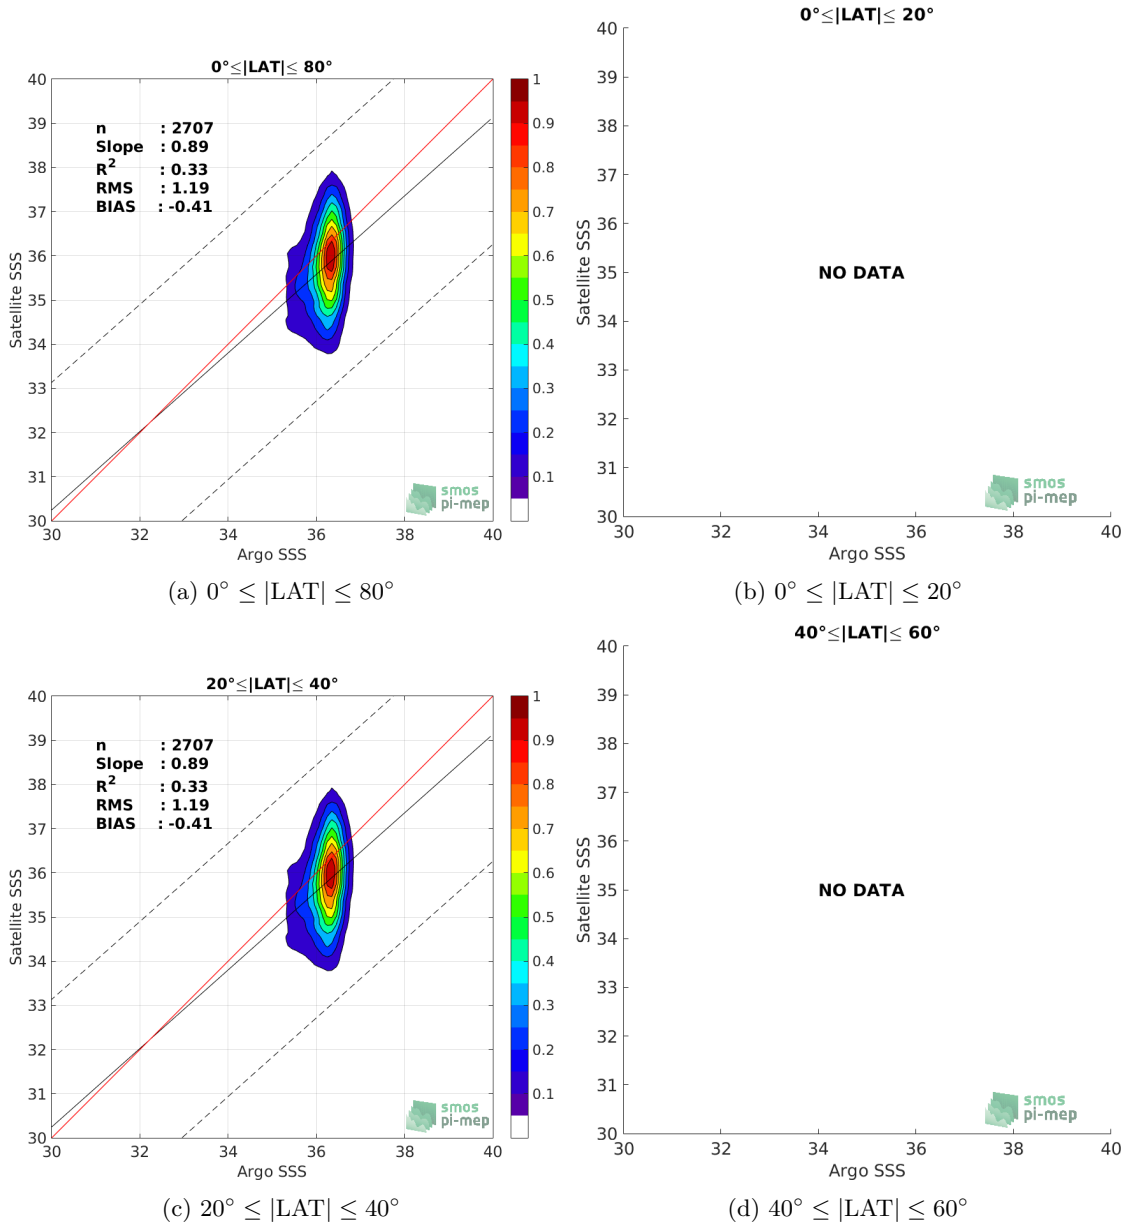 0°≤|LAT|≤ 80°
40
39
38
37
36
35
34
33
32
31
30
30 32 34 36 38 40
Satellite SSS
Argo SSS
n : 2707
Slope : 0.89
R² : 0.33
RMS : 1.19
BIAS : -0.41
smos
pi-mep
1
0.9
0.8
0.7
0.6
0.5
0.4
0.3
0.2
0.1
(a) 0° ≤ |LAT| ≤ 80°
0°≤|LAT|≤ 20°
40
39
38
37
36
35
34
33
32
31
30
30 32 34 36 38 40
Satellite SSS
Argo SSS
NO DATA
smos
pi-mep
(b) 0° ≤ |LAT| ≤ 20°
20°≤|LAT|≤ 40°
40
39
38
37
36
35
34
33
32
31
30
30 32 34 36 38 40
Satellite SSS
Argo SSS
n : 2707
Slope : 0.89
R² : 0.33
RMS : 1.19
BIAS : -0.41
smos
pi-mep
1
0.9
0.8
0.7
0.6
0.5
0.4
0.3
0.2
0.1
(c) 20° ≤ |LAT| ≤ 40°
40°≤|LAT|≤ 60°
40
39
38
37
36
35
34
33
32
31
30
30 32 34 36 38 40
Satellite SSS
Argo SSS
NO DATA
smos
pi-mep
(d) 40° ≤ |LAT| ≤ 60°